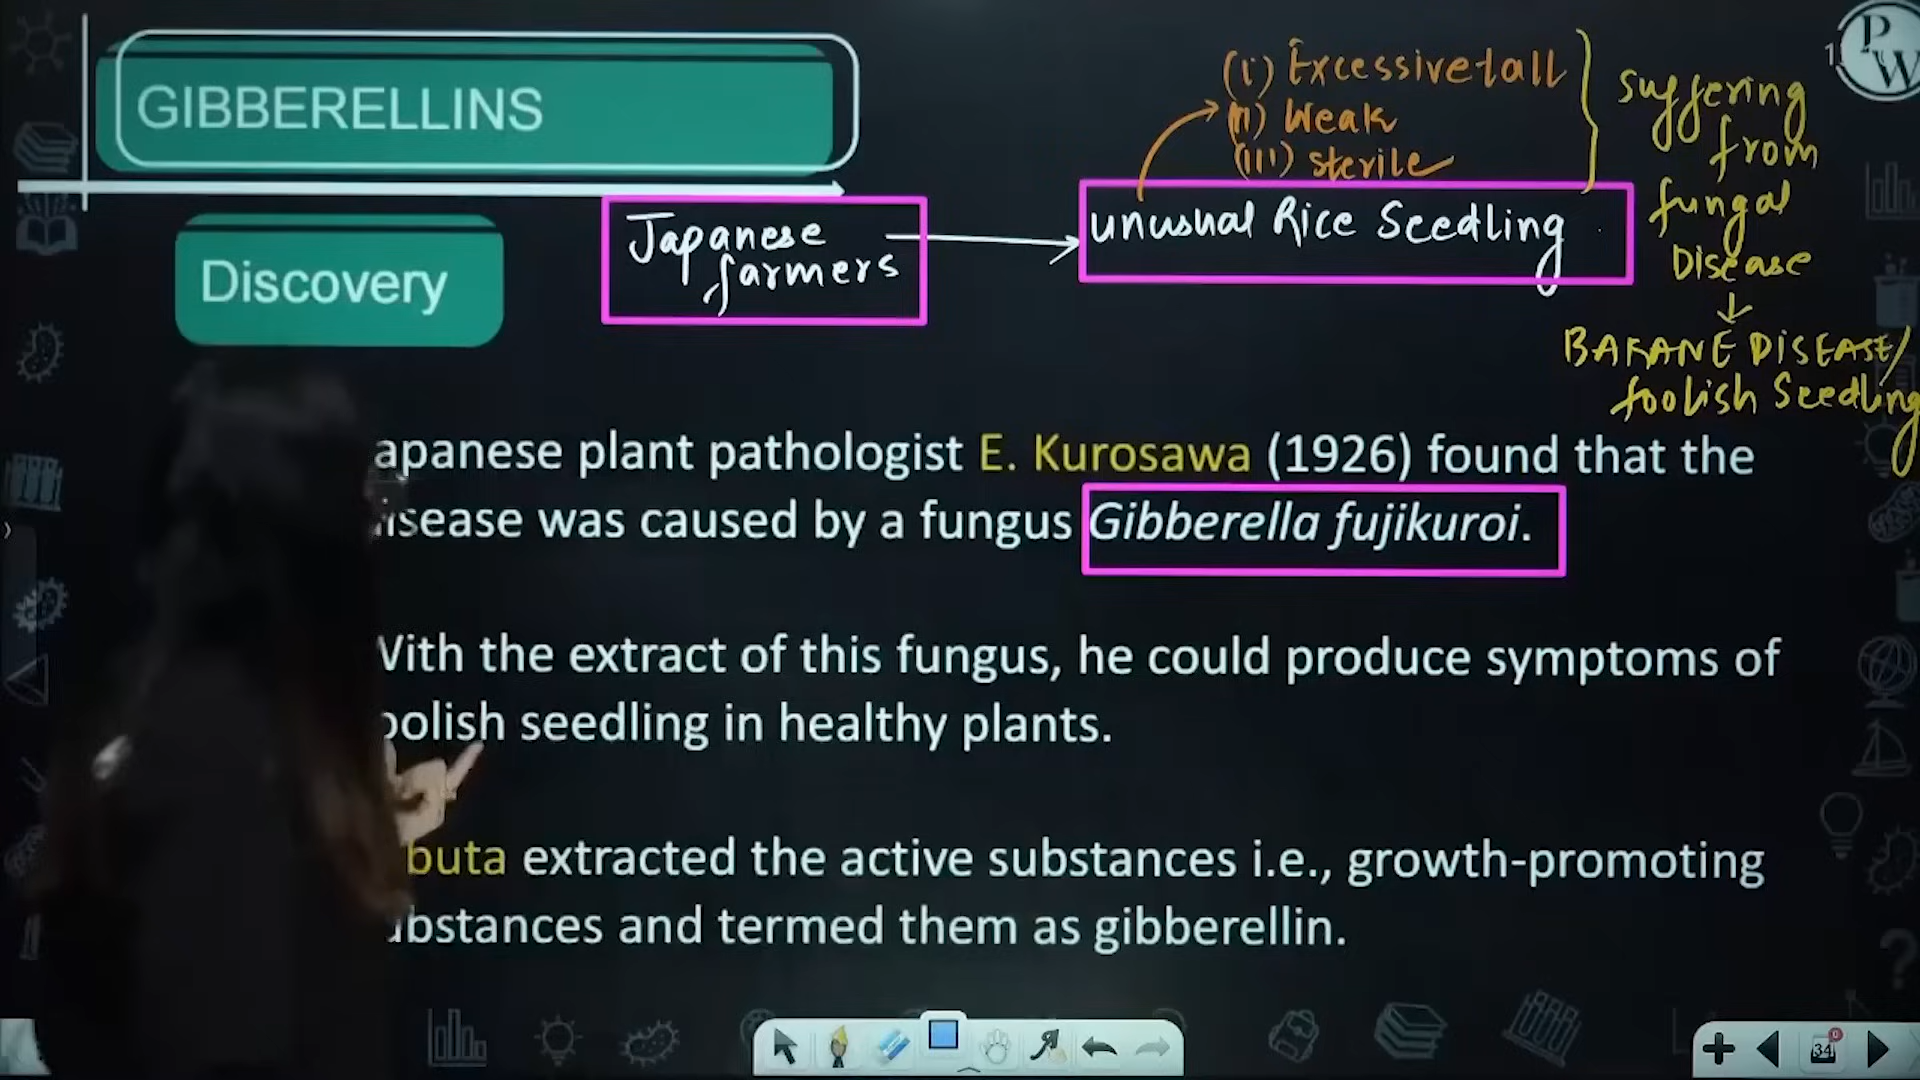 GIBBERELLINS
(i) Excessive tall
(ii) Weak
(iii) sterile
suffering
from
fungal
Disease
BAKANE DISEASE/
foolish Seedling
P
W
Discovery
Japanese
farmers
unusual Rice Seedling
apanese plant pathologist E. Kurosawa (1926) found that the
isease was caused by a fungus Gibberella fujikuroi.
With the extract of this fungus, he could produce symptoms of
oolish seedling in healthy plants.
buta extracted the active substances i.e., growth-promoting
ubstances and termed them as gibberellin.
34